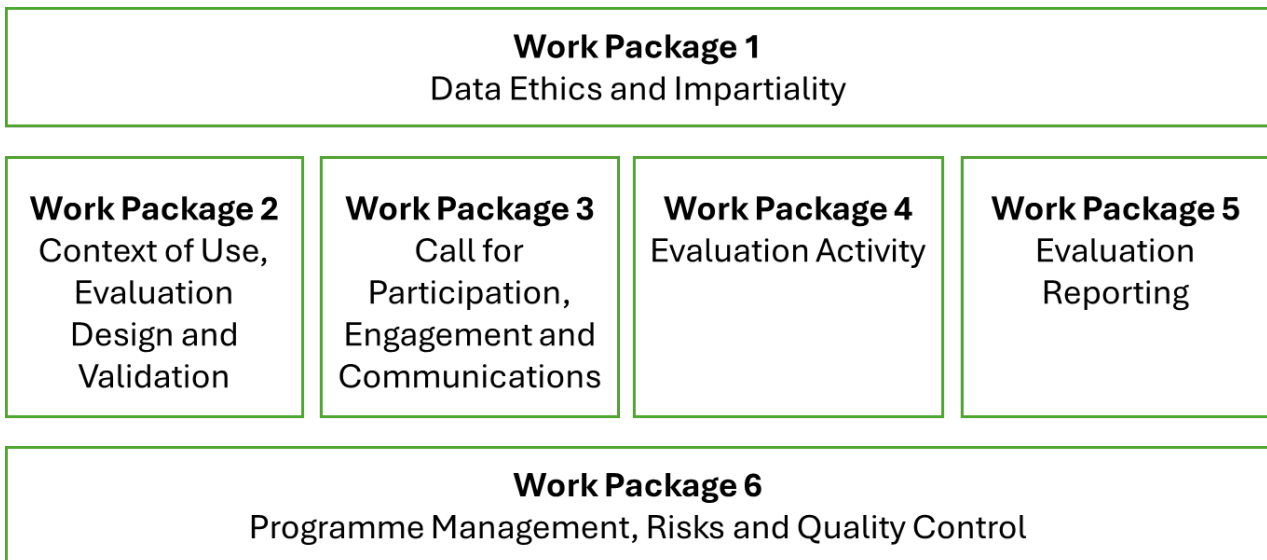 Work Package 1
Data Ethics and Impartiality
Work Package 2
Context of Use,
Evaluation
Design and
Validation
Work Package 3
Call for
Participation,
Engagement and
Communications
Work Package 4
Evaluation Activity
Work Package 5
Evaluation
Reporting
Work Package 6
Programme Management, Risks and Quality Control